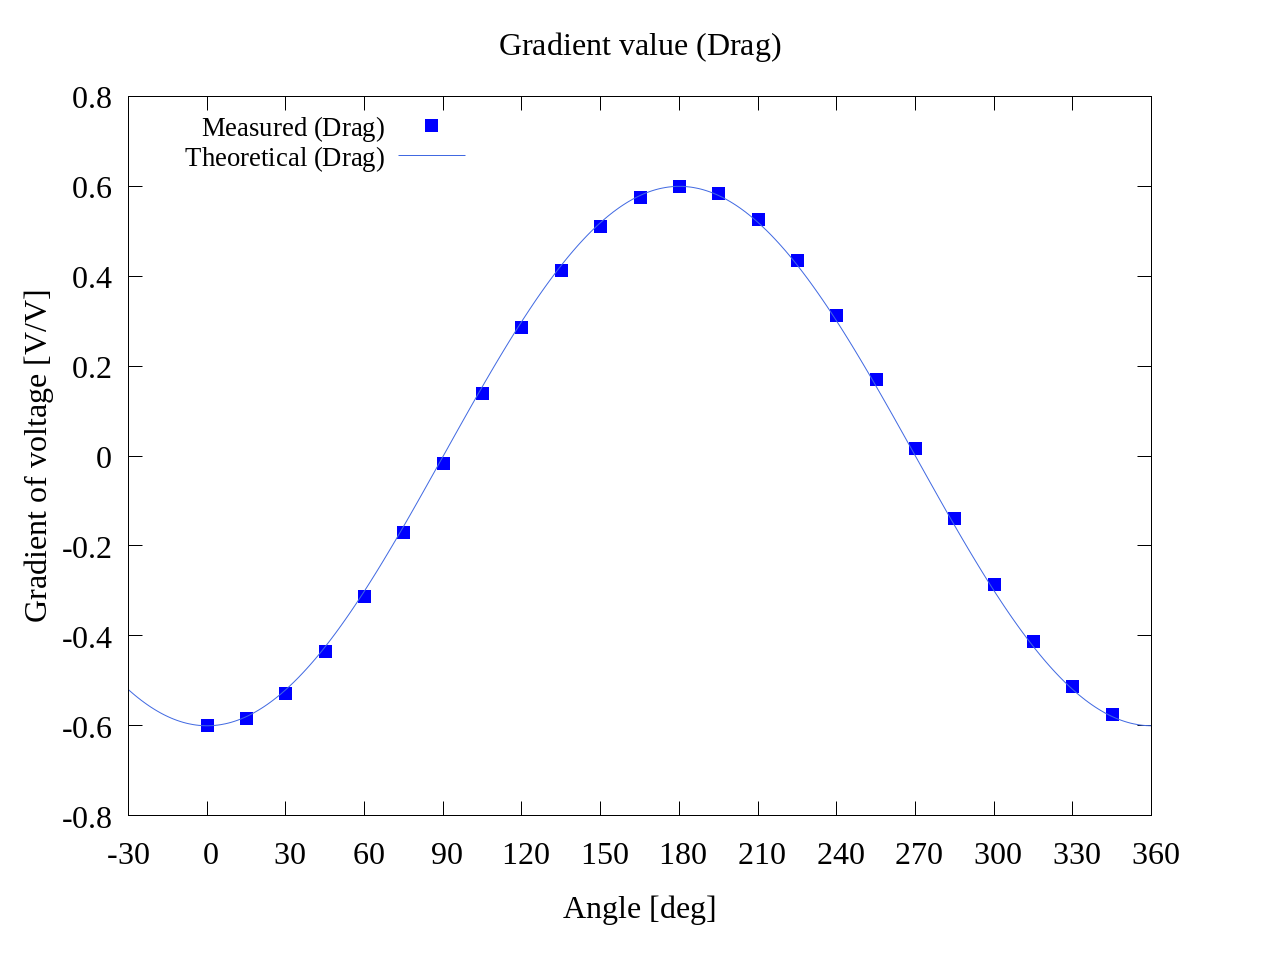 Gradient value (Drag)
Measured (Drag)
Theoretical (Drag)
0.8
0.6
0.4
0.2
0
-0.2
-0.4
-0.6
-0.8
Gradient of voltage [V/V]
-30 0 30 60 90 120 150 180 210 240 270 300 330 360
Angle [deg]